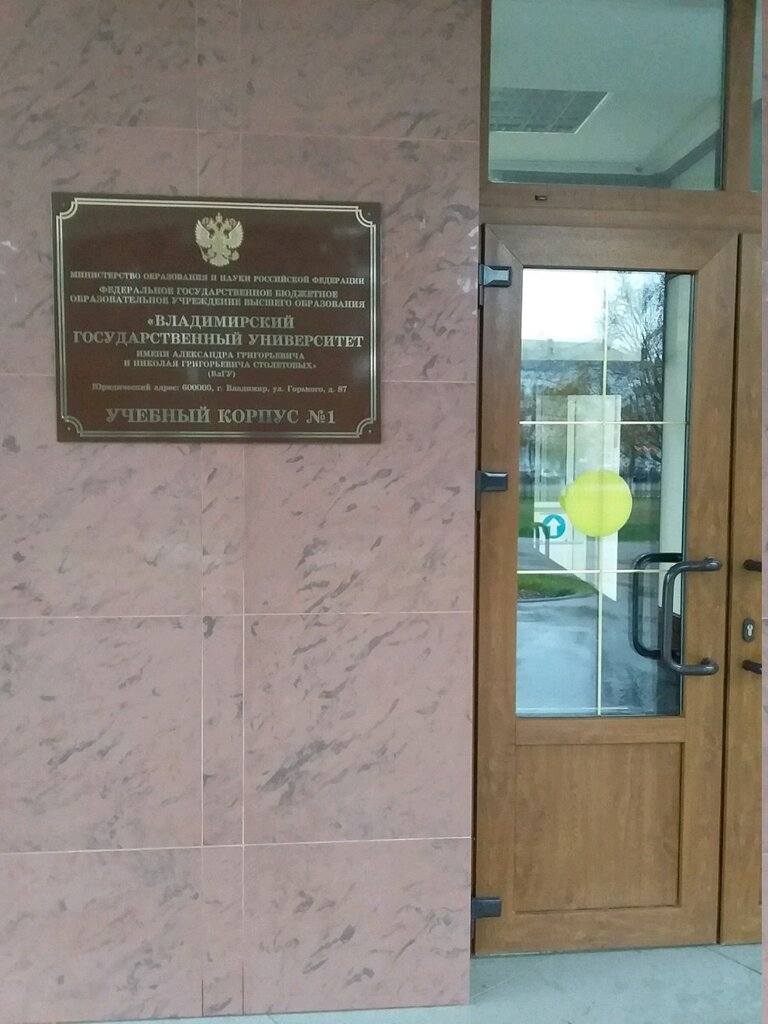 МИНИСТЕРСТВО ОБРАЗОВАНИЯ И НАУКИ РОССИЙСКОЙ ФЕДЕРАЦИИ
ФЕДЕРАЛЬНОЕ ГОСУДАРСТВЕННОЕ БЮДЖЕТНОЕ
ОБРАЗОВАТЕЛЬНОЕ УЧРЕЖДЕНИЕ ВЫСШЕГО ОБРАЗОВАНИЯ
«ВЛАДИМИРСКИЙ
ГОСУДАРСТВЕННЫЙ УНИВЕРСИТЕТ
ИМЕНИ АЛЕКСАНДРА ГРИГОРЬЕВИЧА
И НИКОЛАЯ ГРИГОРЬЕВИЧА СТОЛЕТОВЫХ»
(ВлГУ)
Юридический адрес: 600000, г. Владимир, ул. Горького, д. 87
УЧЕБНЫЙ КОРПУС №1